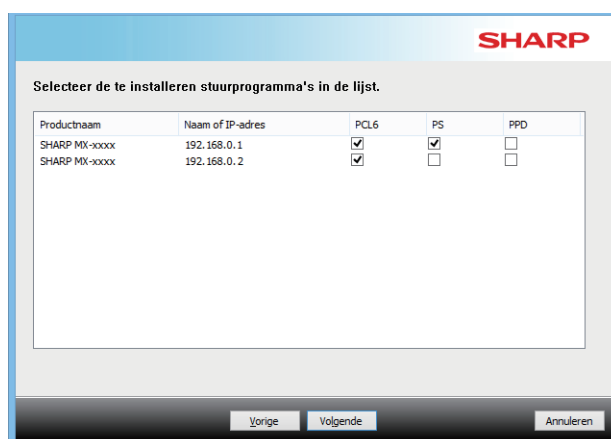 SHARP
Selecteer de te installeren stuurprogramma's in de lijst.
Productnaam Naam of IP-adres PCL6 PS PPD
SHARP MX-xxxx 192.168.0.1
SHARP MX-xxxx 192.168.0.2
Vorige Volgende Annuleren